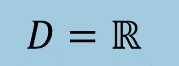 D = ℝ